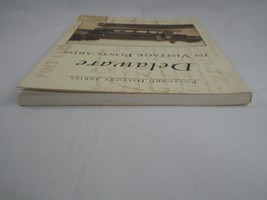 POSTCARD HISTORY SERIES
Delaware
IN VINTAGE POSTCARDS